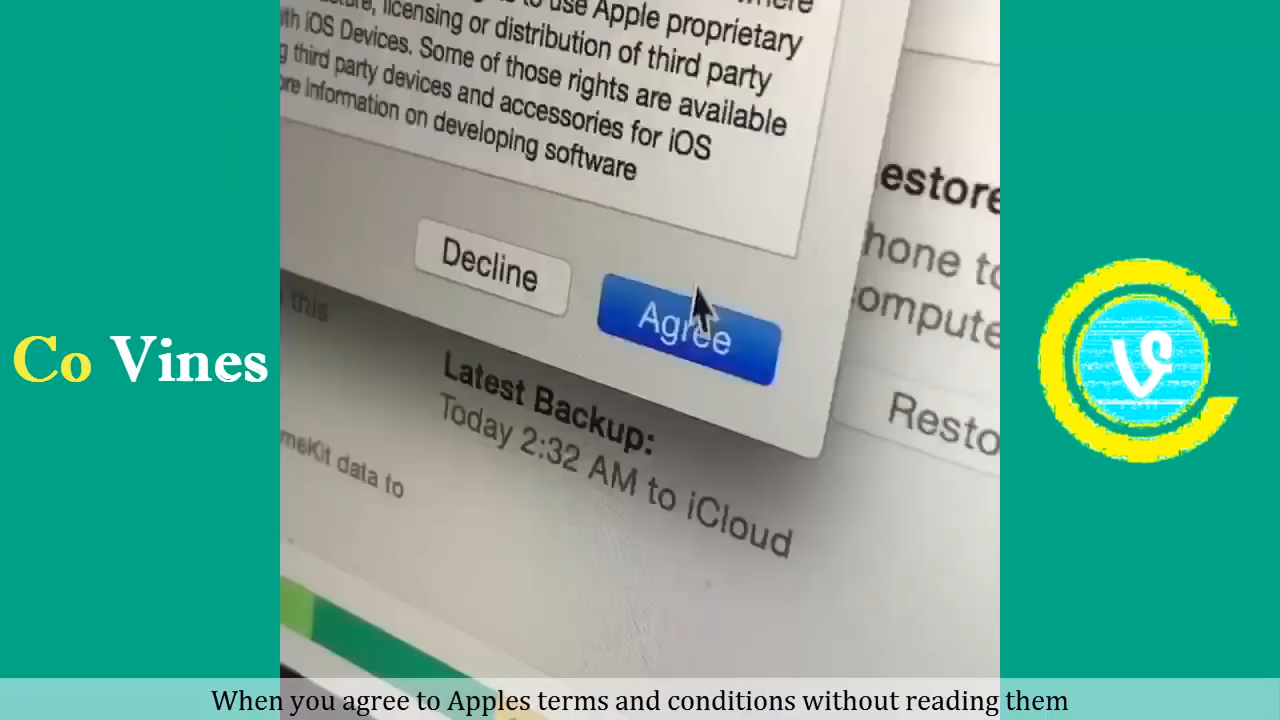 use Apple proprietary
licensing or distribution of third party
iOS Devices. Some of those rights are available
third party devices and accessories for iOS
information on developing software
estore
hone to
Decline
Agree
ompute
this
Latest Backup:
Resto
Today 2:32 AM to iCloud
meKit data to
Co Vines
When you agree to Apples terms and conditions without reading them